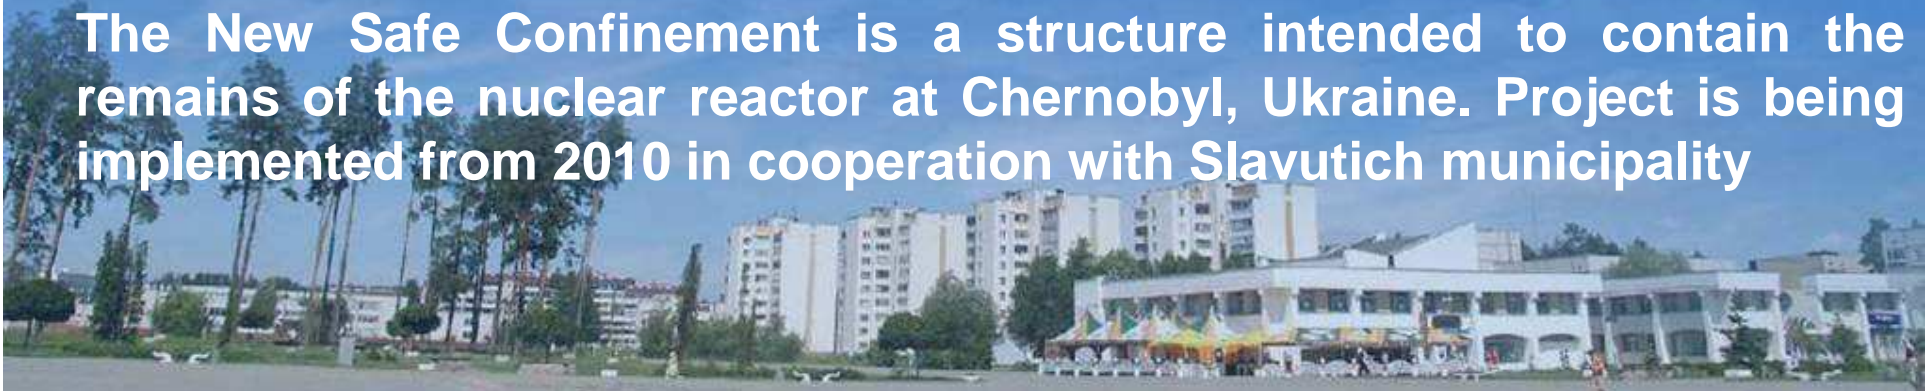 The New Safe Confinement is a structure intended to contain the
remains of the nuclear reactor at Chernobyl, Ukraine. Project is being
implemented from 2010 in cooperation with Slavutich municipality